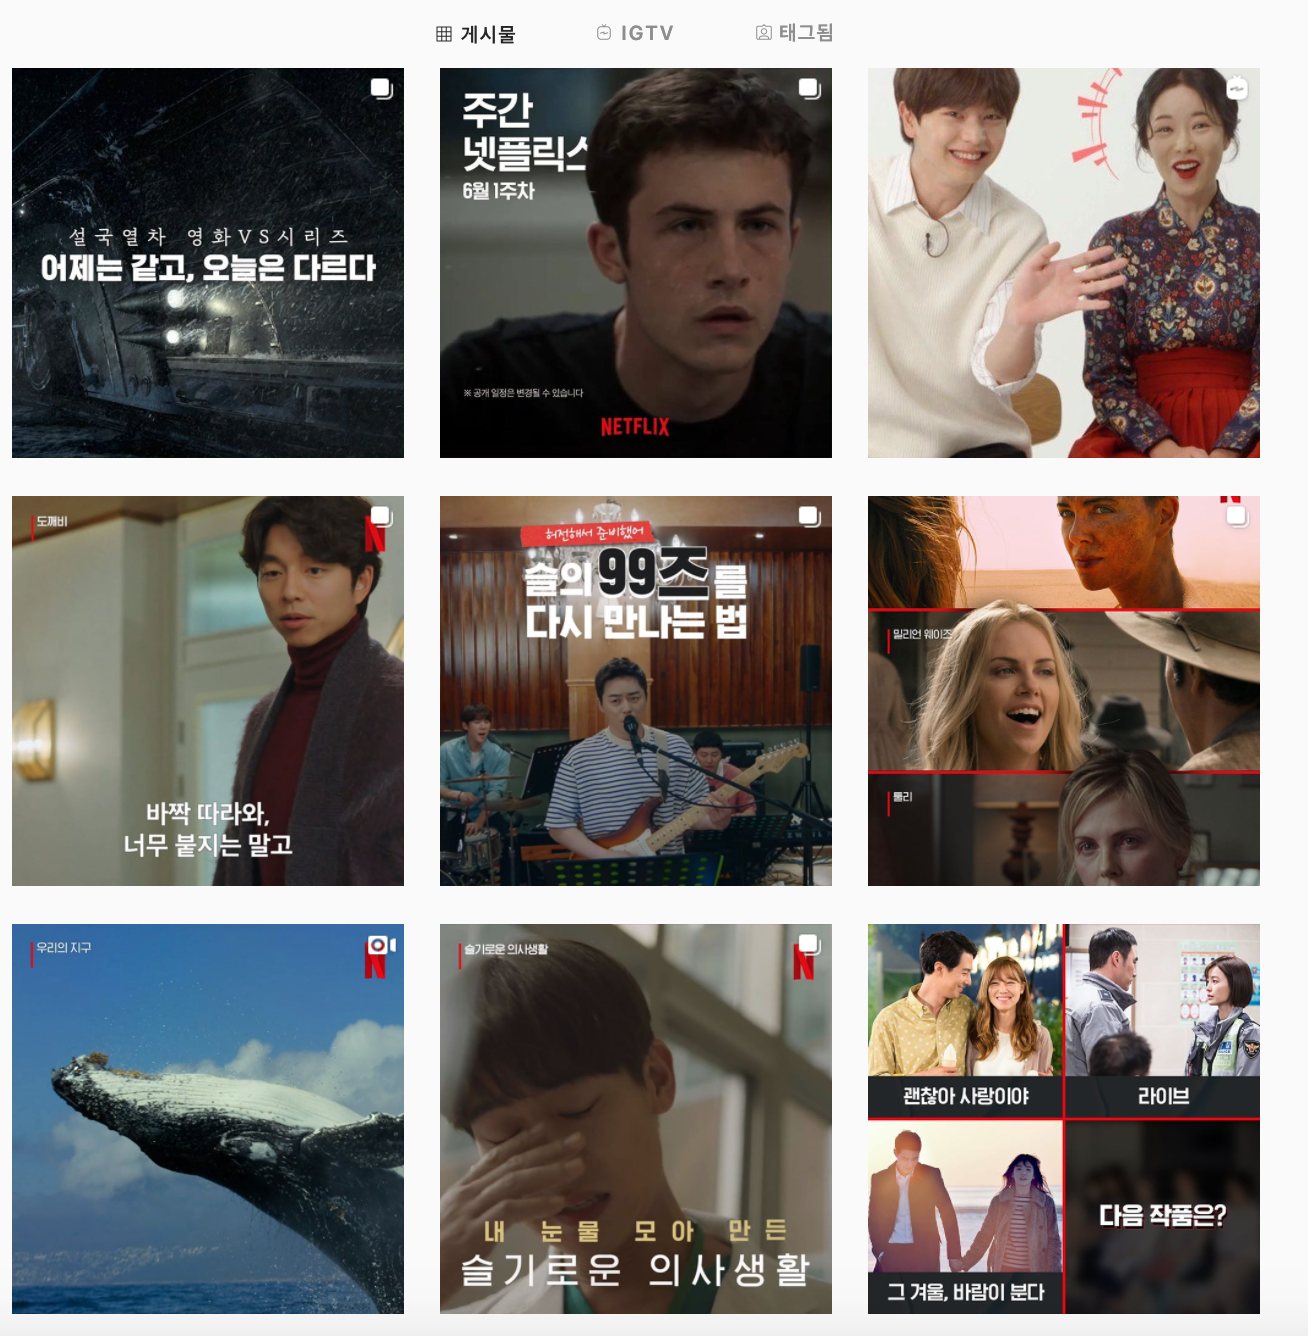 게시물
IGTV
태그됨
설국열차 영화VS시리즈
어제는 같고, 오늘은 다르다
주간
넷플릭스
6월 1주차
※ 공개 일정은 변경될 수 있습니다
NETFLIX
도깨비
N
바짝 따라와,
너무 붙지는 말고
허전해서 준비했어
슬의 99즈를
다시 만나는 법
밀리언 웨이즈
툴리
우리의 지구
N
슬기로운 의사생활
N
내 눈물 모아 만든
슬기로운 의사생활
괜찮아 사랑이야
라이브
그 겨울, 바람이 분다
다음 작품은?